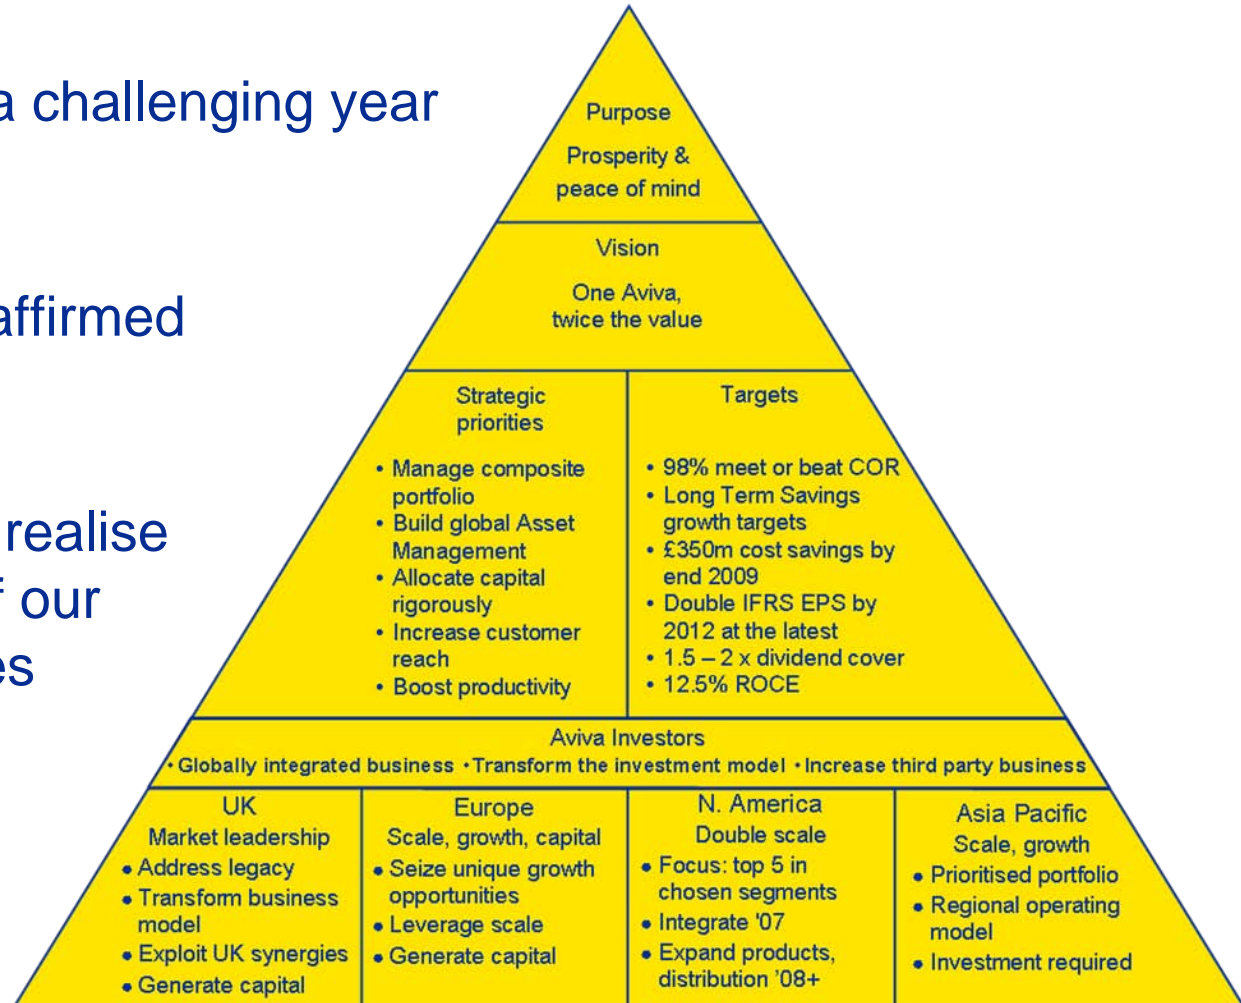 a challenging year
affirmed
realise
f our
es
Purpose
Prosperity &
peace of mind
Vision
One Aviva,
twice the value
Strategic
priorities
• Manage composite
portfolio
• Build global Asset
Management
• Allocate capital
rigorously
• Increase customer
reach
• Boost productivity
Targets
• 98% meet or beat COR
• Long Term Savings
growth targets
• £350m cost savings by
end 2009
• Double IFRS EPS by
2012 at the latest
• 1.5 – 2 x dividend cover
• 12.5% ROCE
Aviva Investors
• Globally integrated business • Transform the investment model • Increase third party business
UK
Market leadership
• Address legacy
• Transform business
model
• Exploit UK synergies
• Generate capital
Europe
Scale, growth, capital
• Seize unique growth
opportunities
• Leverage scale
• Generate capital
N. America
Double scale
• Focus: top 5 in
chosen segments
• Integrate '07
• Expand products,
distribution '08+
Asia Pacific
Scale, growth
• Prioritised portfolio
• Regional operating
model
• Investment required